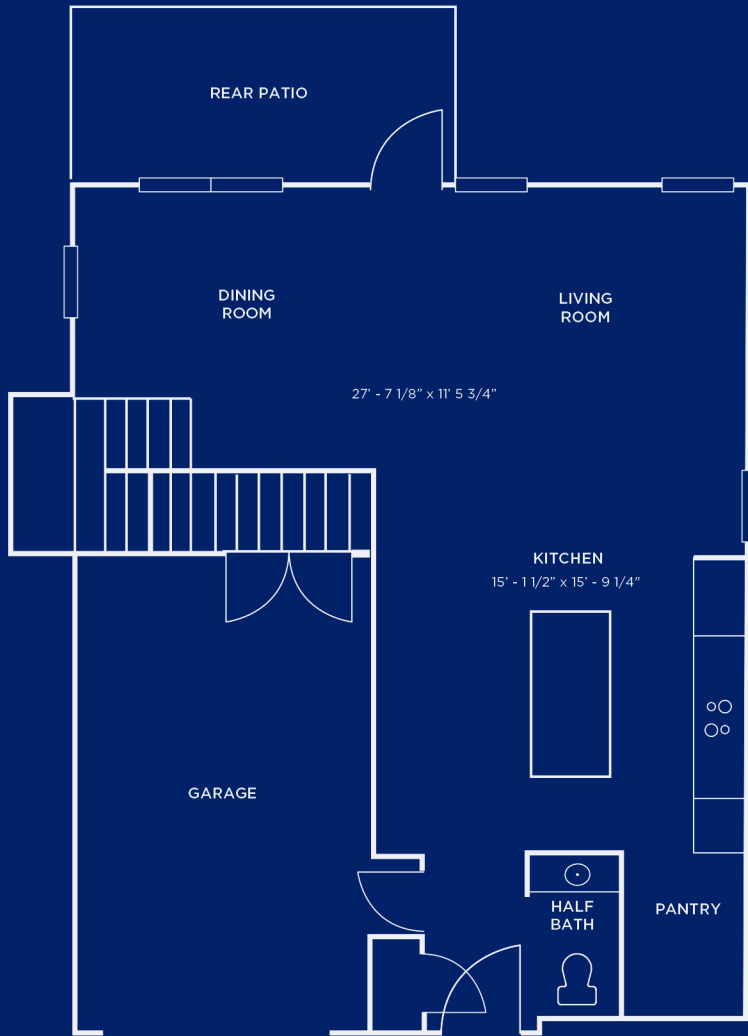 REAR PATIO
DINING
ROOM
LIVING
ROOM
27' - 7 1/8" x 11' 5 3/4"
KITCHEN
15' - 1 1/2" x 15' - 9 1/4"
GARAGE
HALF
BATH
PANTRY